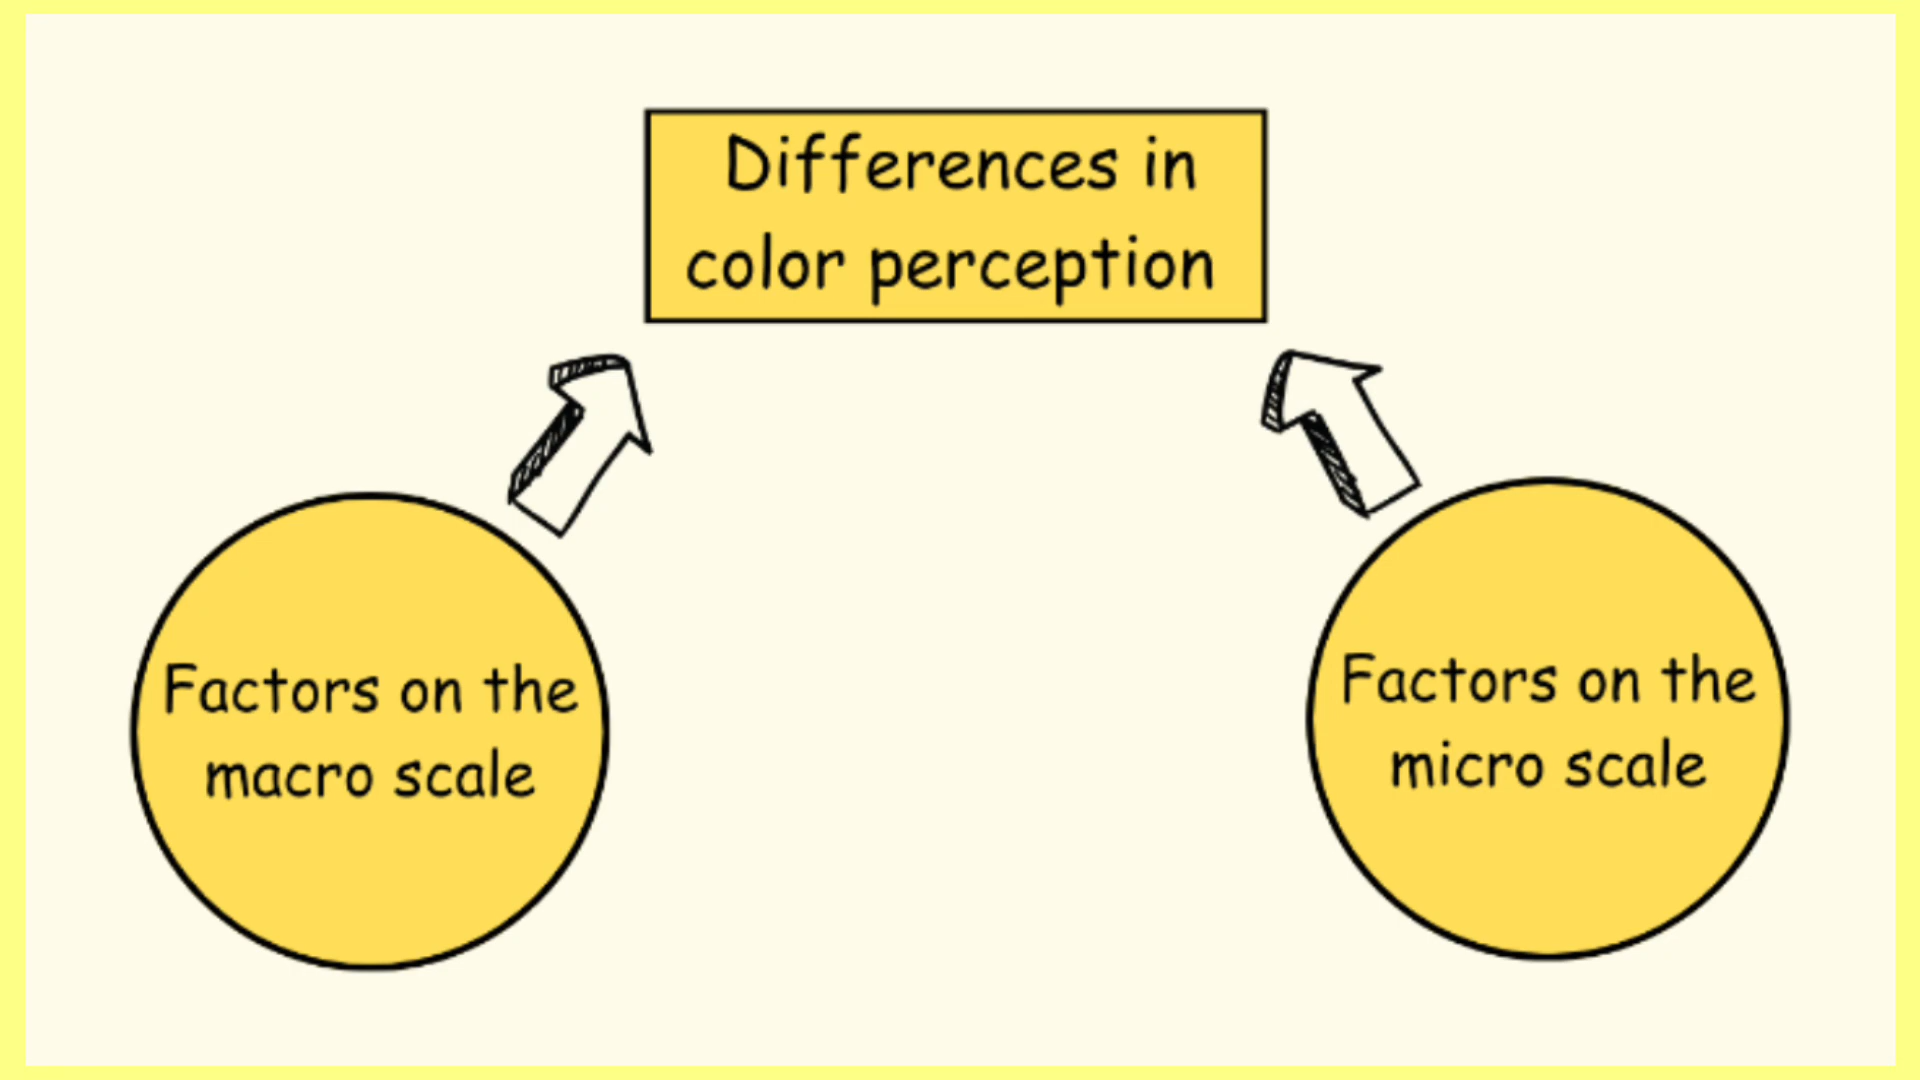 Differences in
color perception
Factors on the
macro scale
Factors on the
micro scale